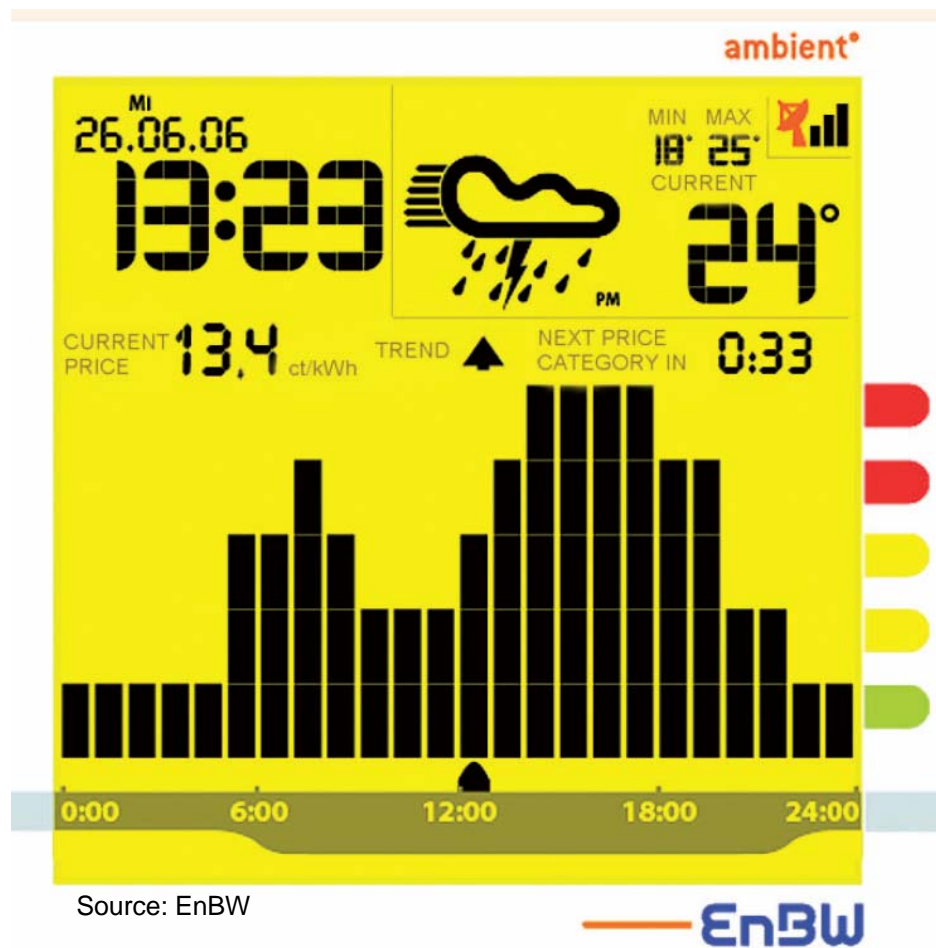 ambient°
MI
26.06.06
13:23
MIN MAX
18° 25°
CURRENT
24°
PM
CURRENT PRICE 13,4 ct/kWh
TREND
NEXT PRICE CATEGORY IN 0:33
0:00 6:00 12:00 18:00 24:00
Source: EnBW
EnBW